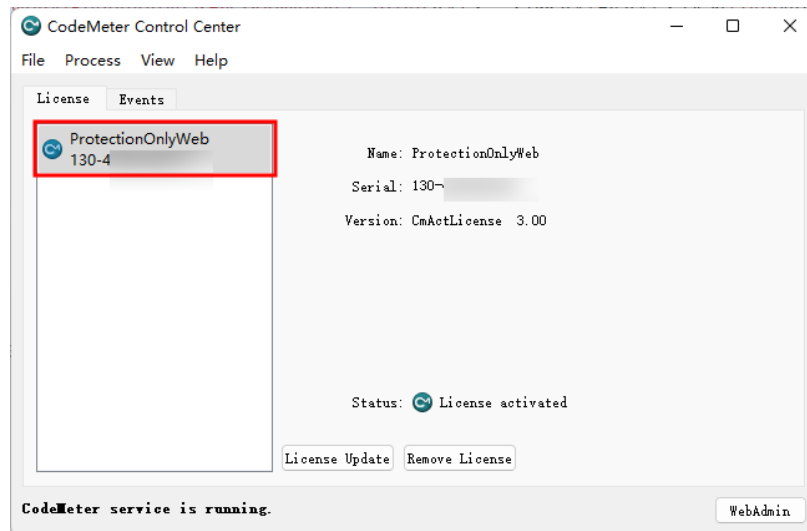 CodeMeter Control Center
File Process View Help
License Events
ProtectionOnlyWeb
130-4
Name: ProtectionOnlyWeb
Serial: 130-
Version: CmActLicense 3.00
Status: License activated
License Update Remove License
CodeMeter service is running.
WebAdmin